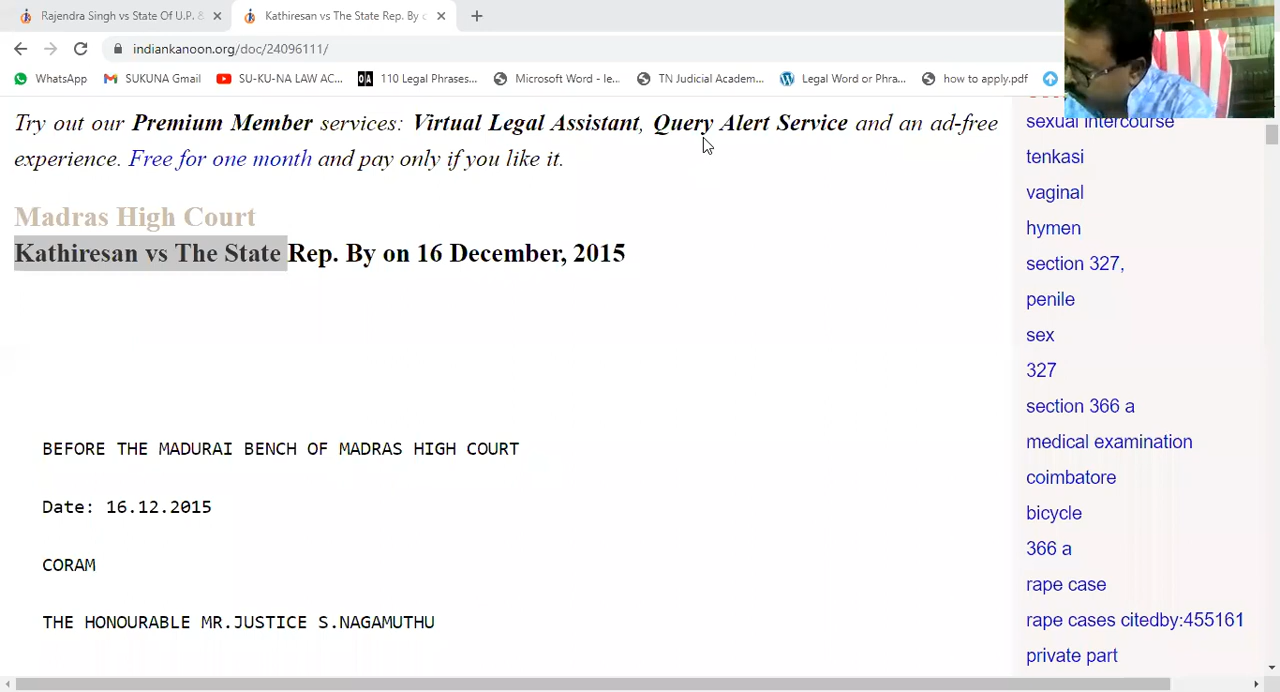 Rajendra Singh vs State Of U.P. &
Kathiresan vs The State Rep. By
indiankanoon.org/doc/24096111/
WhatsApp
SUKUNA Gmail
SU-KU-NA LAW AC...
110 Legal Phrases...
Microsoft Word - le...
TN Judicial Academ...
Legal Word or Phra...
how to apply.pdf
Try out our Premium Member services: Virtual Legal Assistant, Query Alert Service and an ad-free
experience. Free for one month and pay only if you like it.
Madras High Court
Kathiresan vs The State Rep. By on 16 December, 2015
BEFORE THE MADURAI BENCH OF MADRAS HIGH COURT
Date: 16.12.2015
CORAM
THE HONOURABLE MR.JUSTICE S.NAGAMUTHU
sexual intercourse
tenkasi
vaginal
hymen
section 327,
penile
sex
327
section 366 a
medical examination
coimbatore
bicycle
366 a
rape case
rape cases citedby:455161
private part